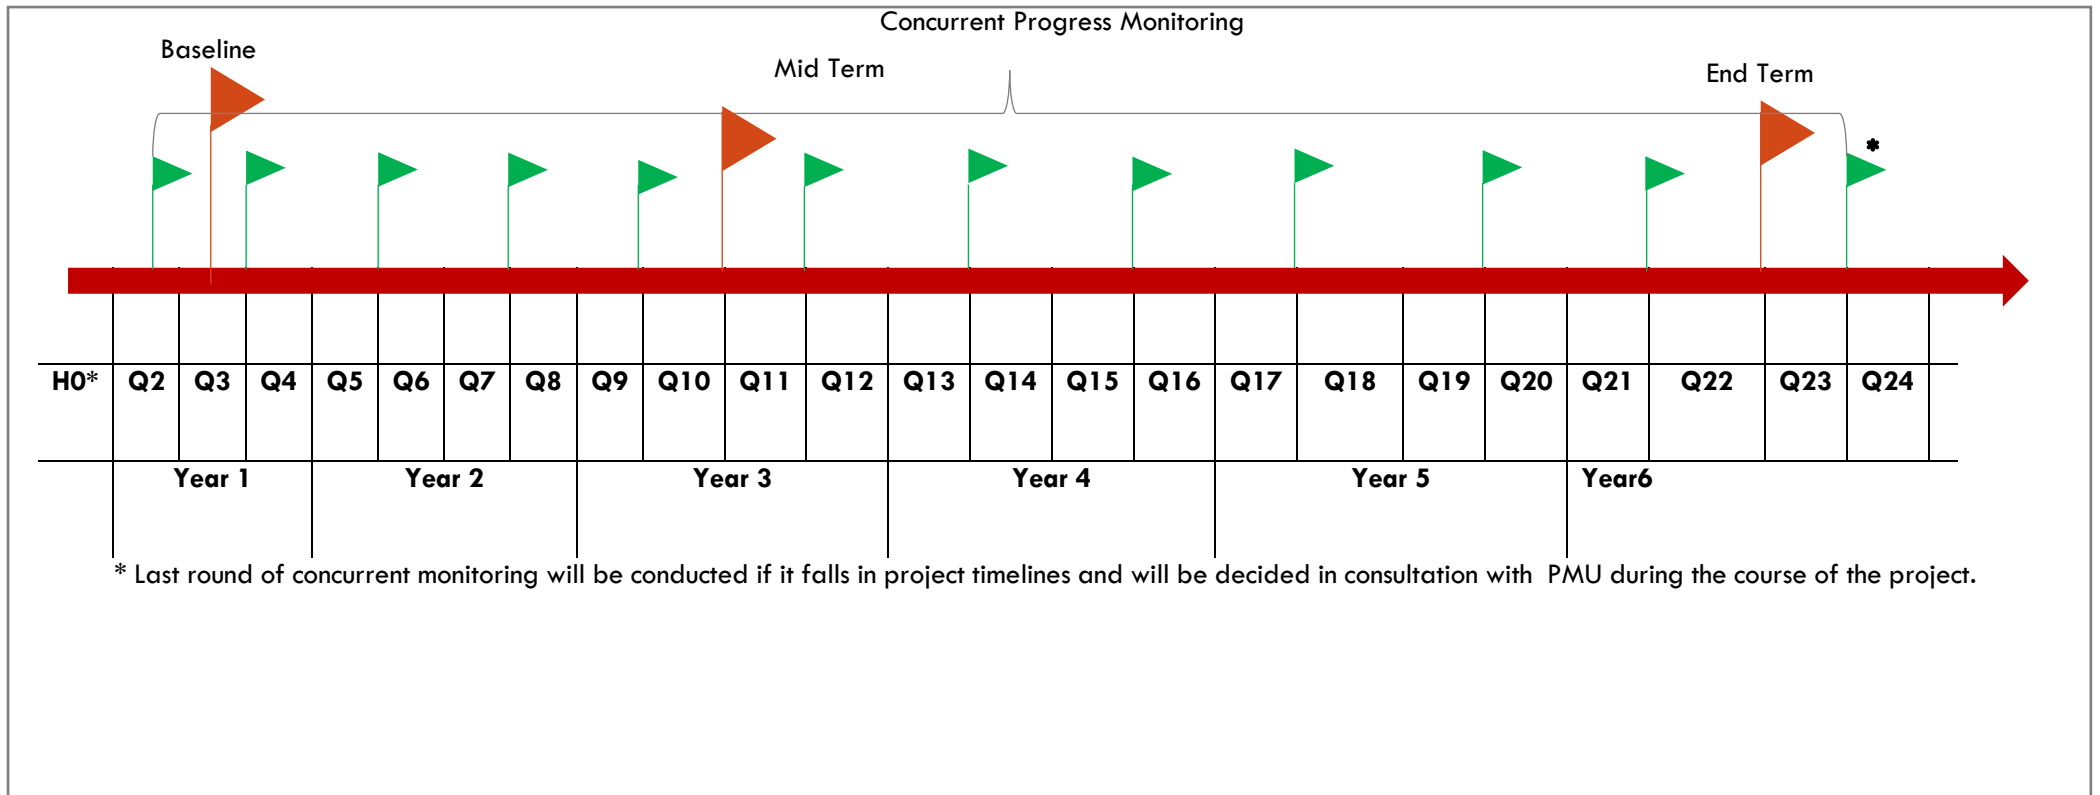 Concurrent Progress Monitoring
Baseline
Mid Term
End Term
*
H0* Q2 Q3 Q4 Q5 Q6 Q7 Q8 Q9 Q10 Q11 Q12 Q13 Q14 Q15 Q16 Q17 Q18 Q19 Q20 Q21 Q22 Q23 Q24
Year 1 Year 2 Year 3 Year 4 Year 5 Year6
* Last round of concurrent monitoring will be conducted if it falls in project timelines and will be decided in consultation with PMU during the course of the project.